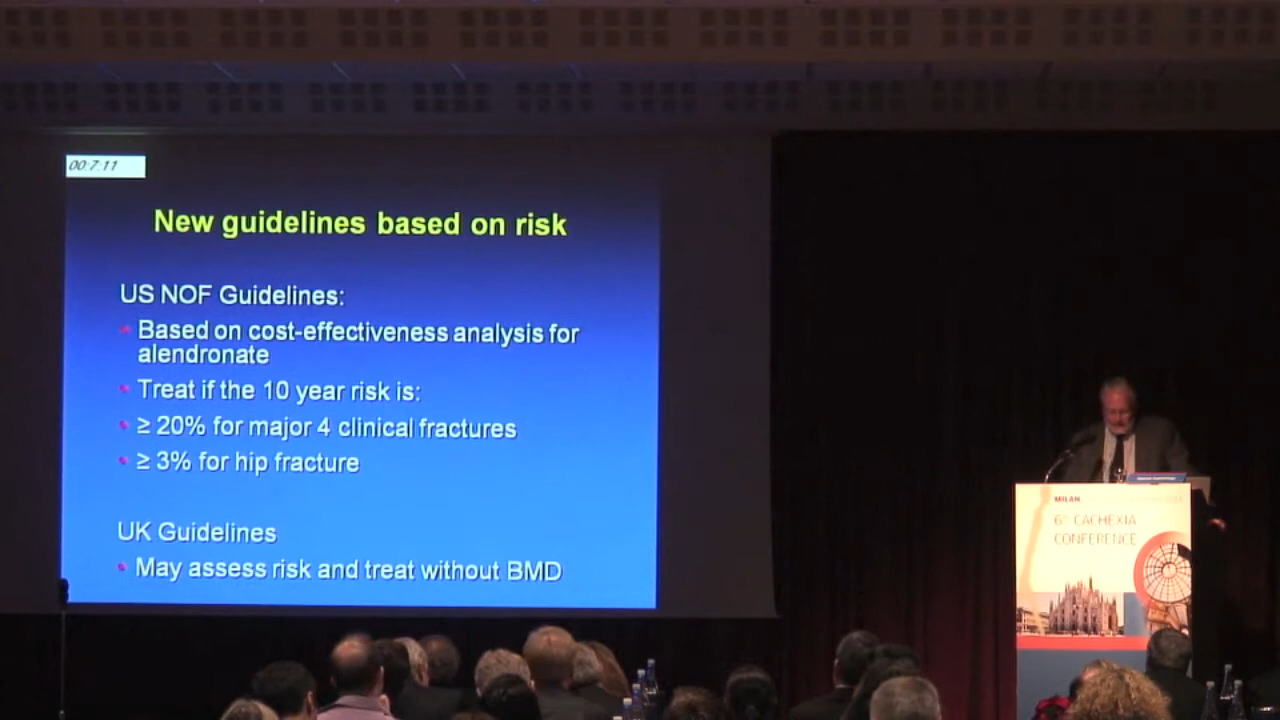 00:7:11
New guidelines based on risk
US NOF Guidelines:
Based on cost-effectiveness analysis for
alendronate
Treat if the 10 year risk is:
≥ 20% for major 4 clinical fractures
≥ 3% for hip fracture
UK Guidelines
May assess risk and treat without BMD
MILAN
6th CACHEXIA
CONFERENCE